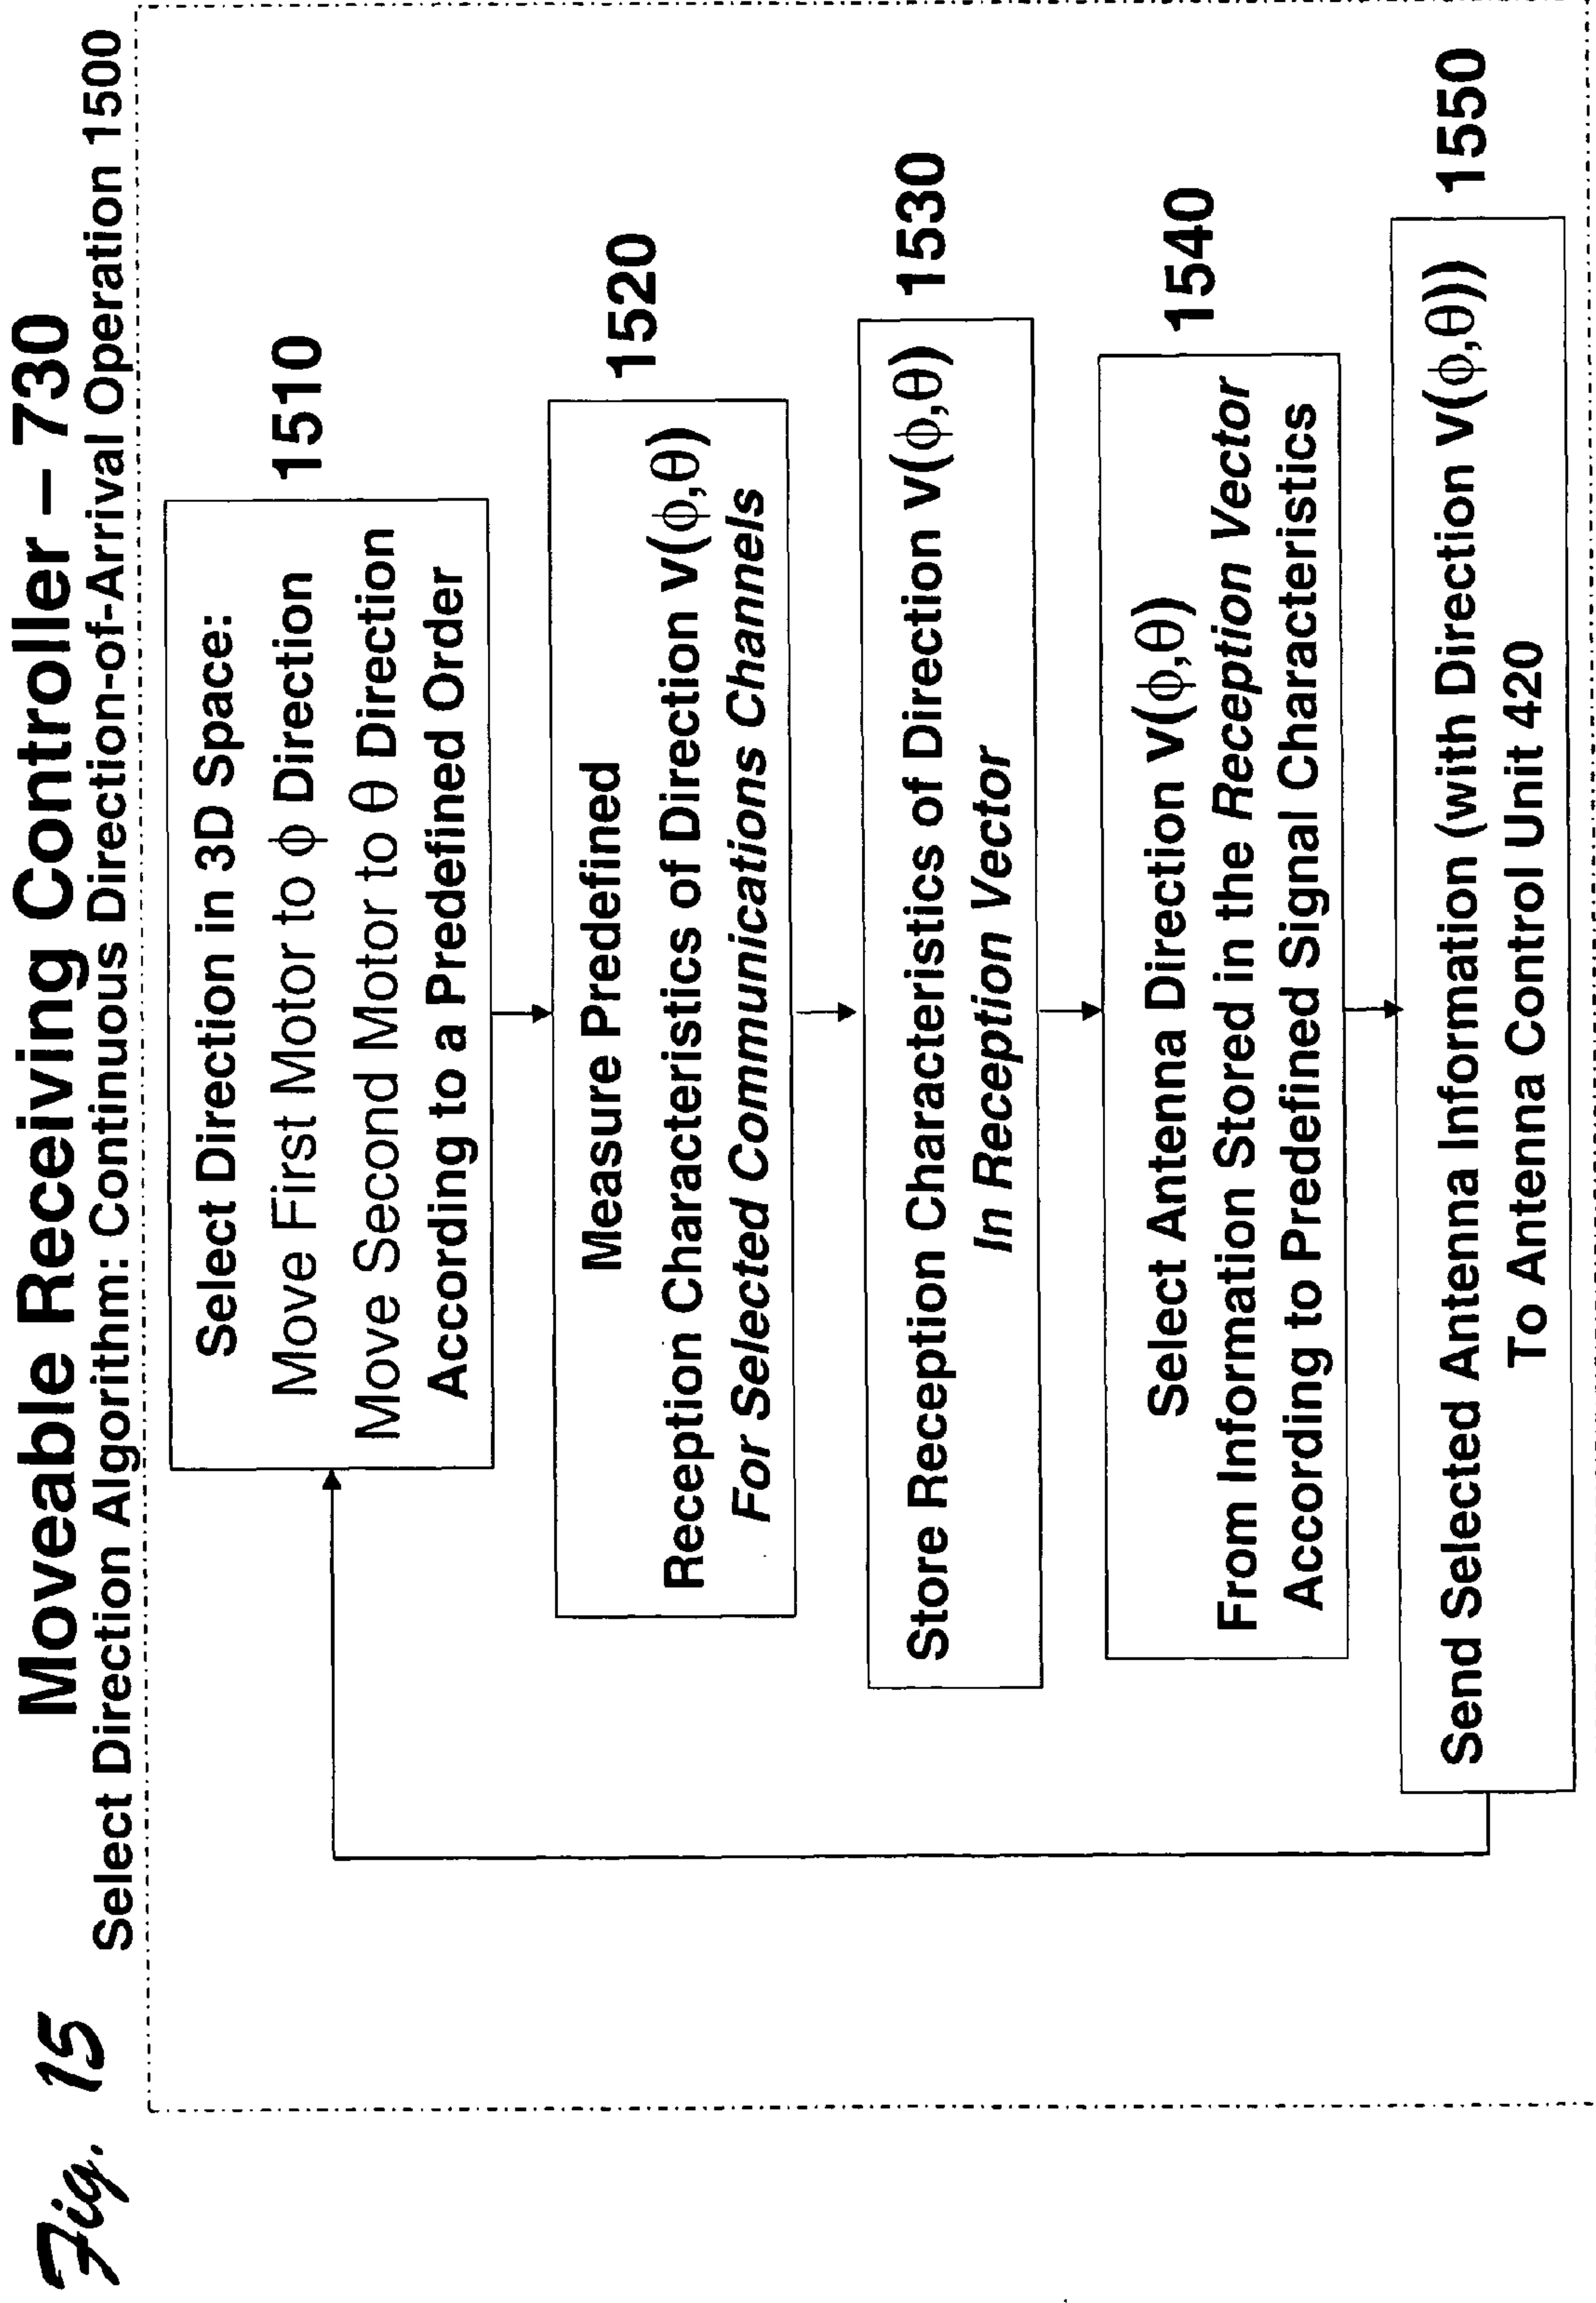 Fig. 15
Moveable Receiving Controller – 730
Select Direction Algorithm: Continuous Direction-of-Arrival Operation 1500
Select Direction in 3D Space:
Move First Motor to ϕ Direction
Move Second Motor to θ Direction
According to a Predefined Order
1510
Measure Predefined
Reception Characteristics of Direction v(ϕ,θ)
For Selected Communications Channels
1520
Store Reception Characteristics of Direction v(ϕ,θ)
In Reception Vector
1530
Select Antenna Direction v(ϕ,θ)
From Information Stored in the Reception Vector
According to Predefined Signal Characteristics
1540
Send Selected Antenna Information (with Direction v(ϕ,θ))
To Antenna Control Unit 420
1550